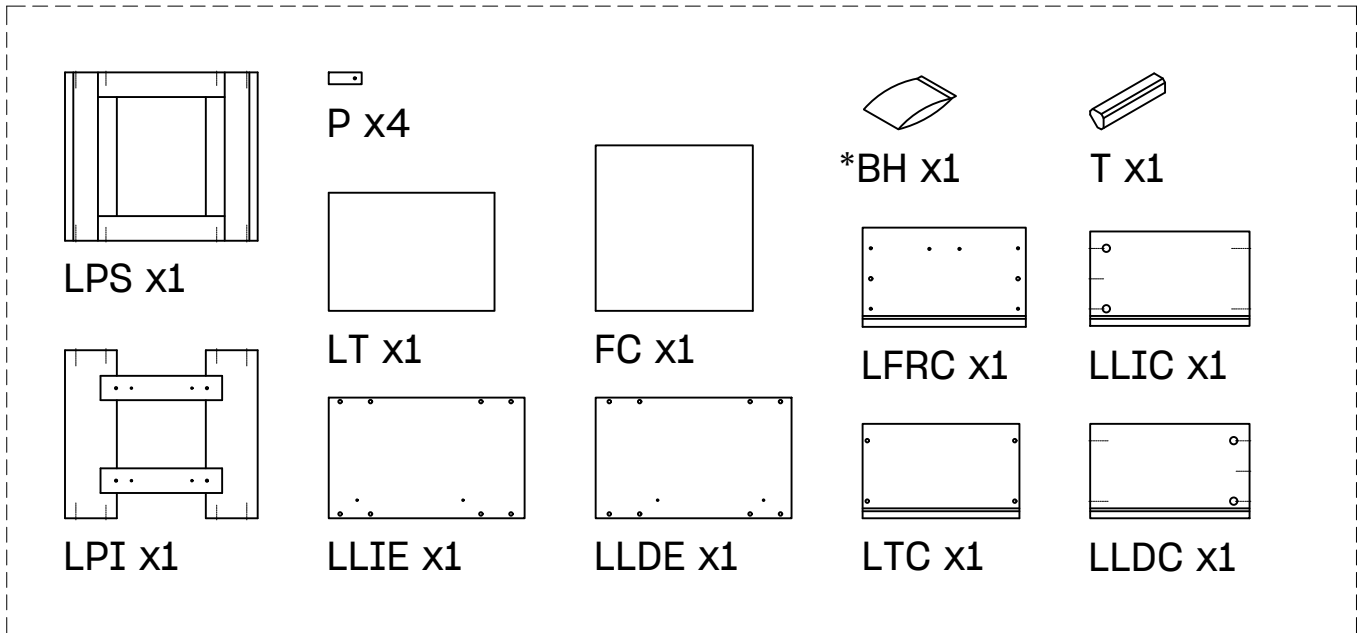 P x4
*BH x1
T x1
LPS x1
LT x1
FC x1
LFRC x1
LLIC x1
LPI x1
LLIE x1
LLDE x1
LTC x1
LLDC x1